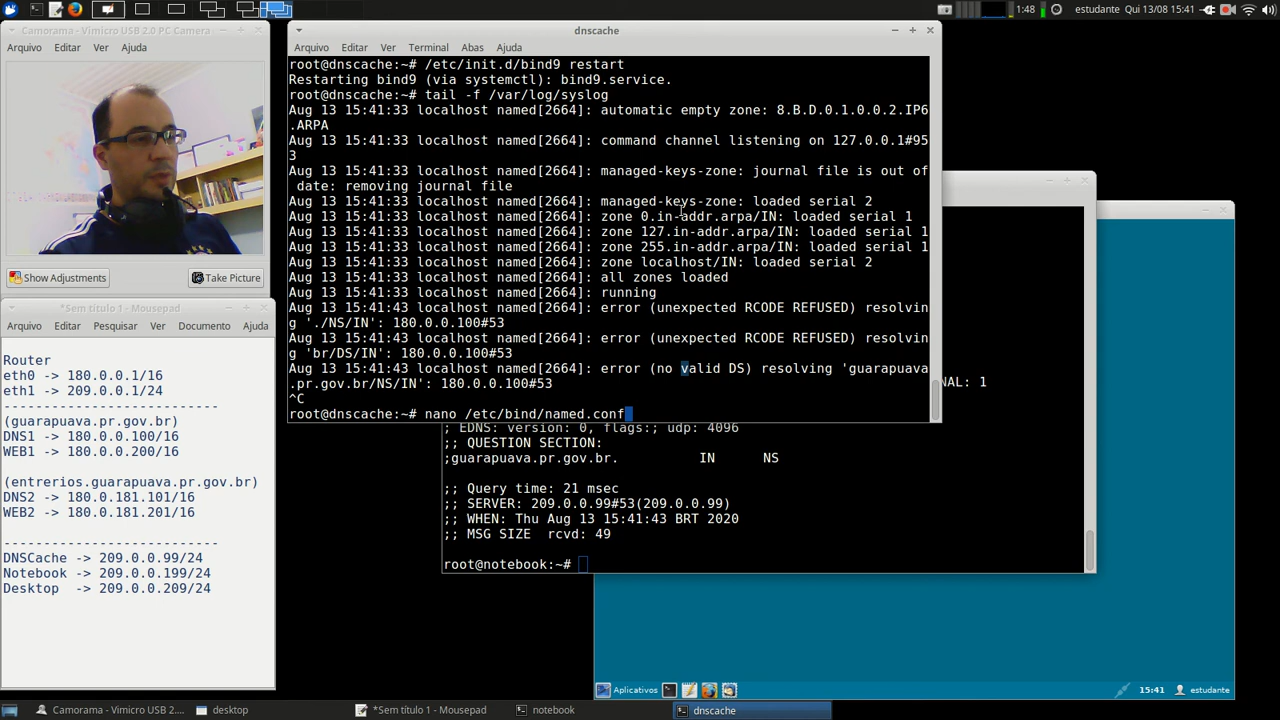 1:48 estudante Qui 13/08 15:41
Camorama - Vimicro USB 2.0 PC Camera
Arquivo Editar Ver Ajuda
Show Adjustments Take Picture
*Sem título 1 - Mousepad
Arquivo Editar Pesquisar Ver Documento Ajuda
Router
eth0 -> 180.0.0.1/16
eth1 -> 209.0.0.1/24
---------------------------
(guarapuava.pr.gov.br)
DNS1 -> 180.0.0.100/16
WEB1 -> 180.0.0.200/16
(entrerios.guarapuava.pr.gov.br)
DNS2 -> 180.0.181.101/16
WEB2 -> 180.0.181.201/16
---------------------------
DNSCache -> 209.0.0.99/24
Notebook -> 209.0.0.199/24
Desktop  -> 209.0.0.209/24
dnscache
Arquivo Editar Ver Terminal Abas Ajuda
root@dnscache:~# /etc/init.d/bind9 restart
Restarting bind9 (via systemctl): bind9.service.
root@dnscache:~# tail -f /var/log/syslog
Aug 13 15:41:33 localhost named[2664]: automatic empty zone: 8.B.D.0.1.0.0.2.IP6
.ARPA
Aug 13 15:41:33 localhost named[2664]: command channel listening on 127.0.0.1#95
3
Aug 13 15:41:33 localhost named[2664]: managed-keys-zone: journal file is out of
 date: removing journal file
Aug 13 15:41:33 localhost named[2664]: managed-keys-zone: loaded serial 2
Aug 13 15:41:33 localhost named[2664]: zone 0.in-addr.arpa/IN: loaded serial 1
Aug 13 15:41:33 localhost named[2664]: zone 127.in-addr.arpa/IN: loaded serial 1
Aug 13 15:41:33 localhost named[2664]: zone 255.in-addr.arpa/IN: loaded serial 1
Aug 13 15:41:33 localhost named[2664]: zone localhost/IN: loaded serial 2
Aug 13 15:41:33 localhost named[2664]: all zones loaded
Aug 13 15:41:33 localhost named[2664]: running
Aug 13 15:41:43 localhost named[2664]: error (unexpected RCODE REFUSED) resolvin
g './NS/IN': 180.0.0.100#53
Aug 13 15:41:43 localhost named[2664]: error (unexpected RCODE REFUSED) resolvin
g 'br/DS/IN': 180.0.0.100#53
Aug 13 15:41:43 localhost named[2664]: error (no valid DS) resolving 'guarapuava
.pr.gov.br/NS/IN': 180.0.0.100#53
^C
root@dnscache:~# nano /etc/bind/named.conf
NAL: 1
; EDNS: version: 0, flags:; udp: 4096
;; QUESTION SECTION:
;guarapuava.pr.gov.br. IN NS
;; Query time: 21 msec
;; SERVER: 209.0.0.99#53(209.0.0.99)
;; WHEN: Thu Aug 13 15:41:43 BRT 2020
;; MSG SIZE  rcvd: 49
root@notebook:~#
Aplicativos 15:41 estudante
Camorama - Vimicro USB 2.... desktop *Sem título 1 - Mousepad notebook dnscache